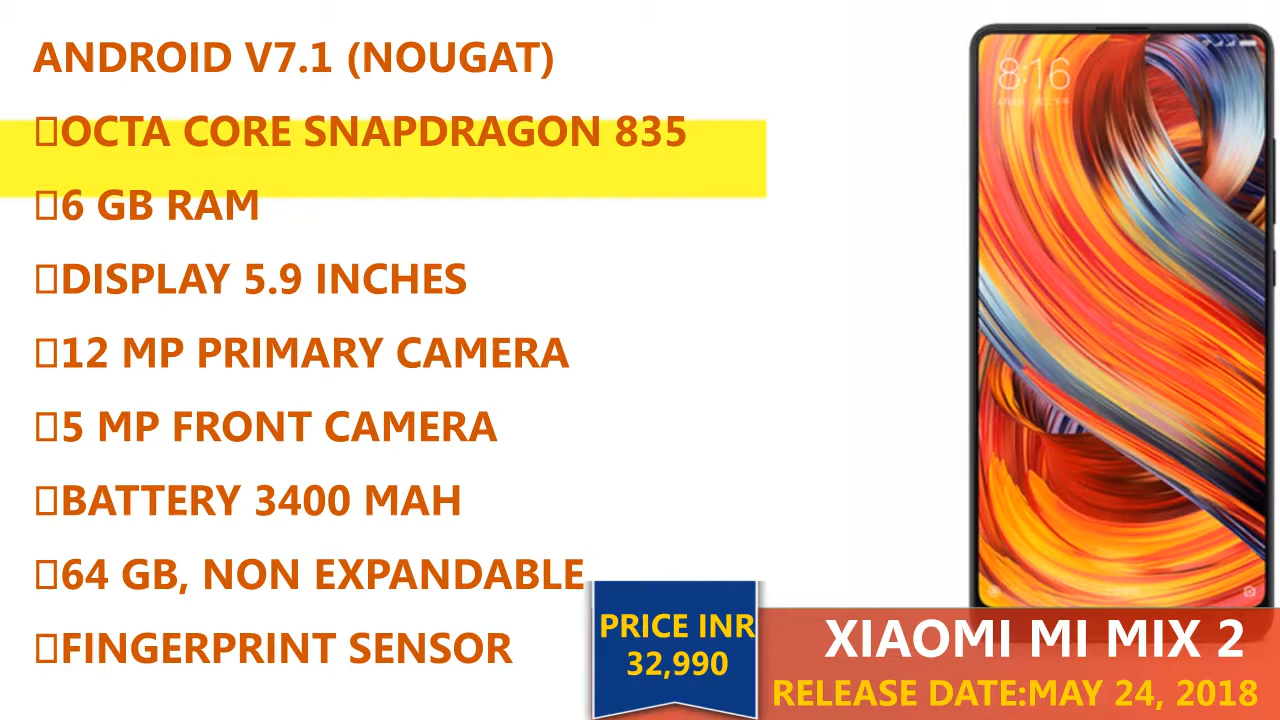 ANDROID V7.1 (NOUGAT)
▯OCTA CORE SNAPDRAGON 835
▯6 GB RAM
▯DISPLAY 5.9 INCHES
▯12 MP PRIMARY CAMERA
▯5 MP FRONT CAMERA
▯BATTERY 3400 MAH
▯64 GB, NON EXPANDABLE
▯FINGERPRINT SENSOR
8:16
PRICE INR
32,990
XIAOMI MI MIX 2
RELEASE DATE:MAY 24, 2018